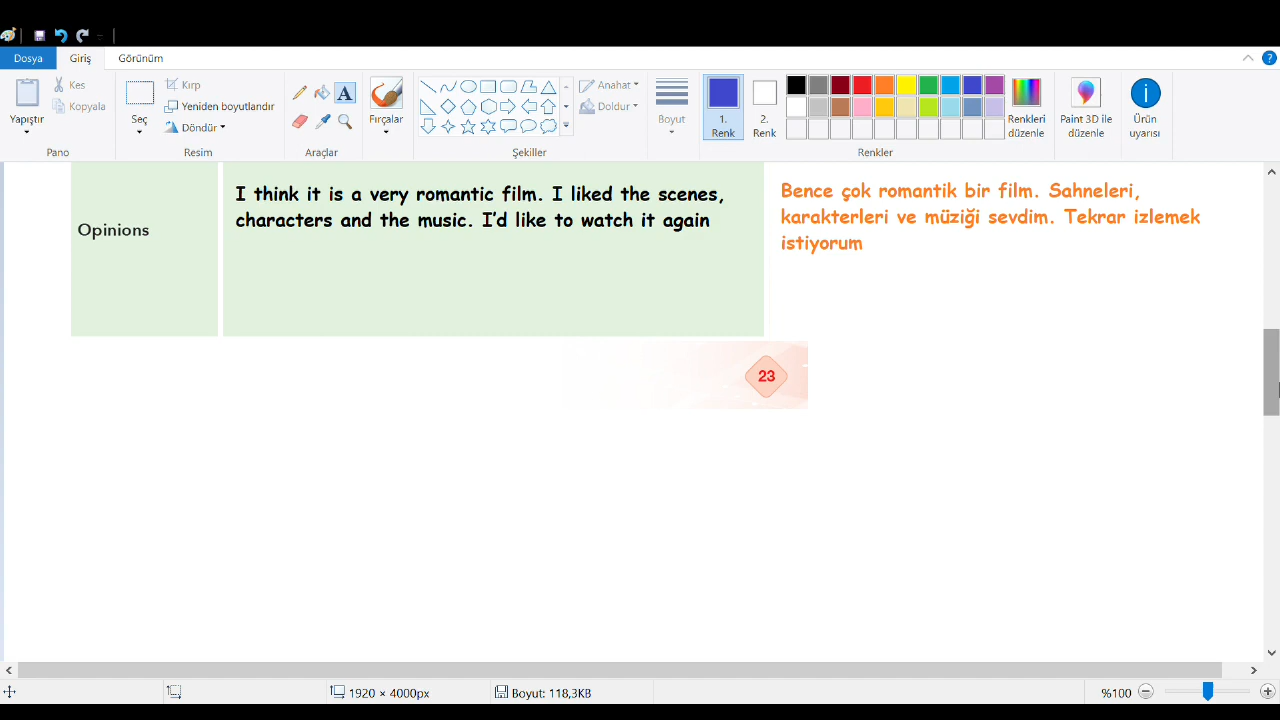 Dosya Giriş Görünüm
Yapıştır
Kes
Kopyala
Pano
Seç
Kırp
Yeniden boyutlandır
Döndür
Resim
A
Araçlar
Fırçalar
Şekiller
Anahat
Doldur
Boyut
1.
Renk
2.
Renk
Renkler
Renkleri
düzenle
Paint 3D ile
düzenle
Ürün
uyarısı
Opinions
I think it is a very romantic film. I liked the scenes,
characters and the music. I'd like to watch it again
Bence çok romantik bir film. Sahneleri,
karakterleri ve müziği sevdim. Tekrar izlemek
istiyorum
23
1920 × 4000px
Boyut: 118,3KB
%100